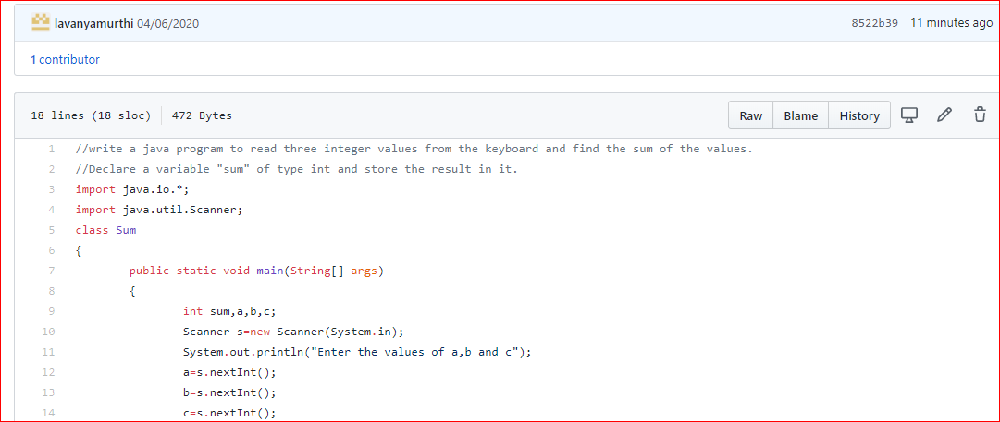 lavanyamurthi 04/06/2020 8522b39 11 minutes ago
1 contributor
18 lines (18 sloc) 472 Bytes Raw Blame History
1 //write a java program to read three integer values from the keyboard and find the sum of the values.
2 //Declare a variable "sum" of type int and store the result in it.
3 import java.io.*;
4 import java.util.Scanner;
5 class Sum
6 {
7 public static void main(String[] args)
8 {
9 int sum,a,b,c;
10 Scanner s=new Scanner(System.in);
11 System.out.println("Enter the values of a,b and c");
12 a=s.nextInt();
13 b=s.nextInt();
14 c=s.nextInt();